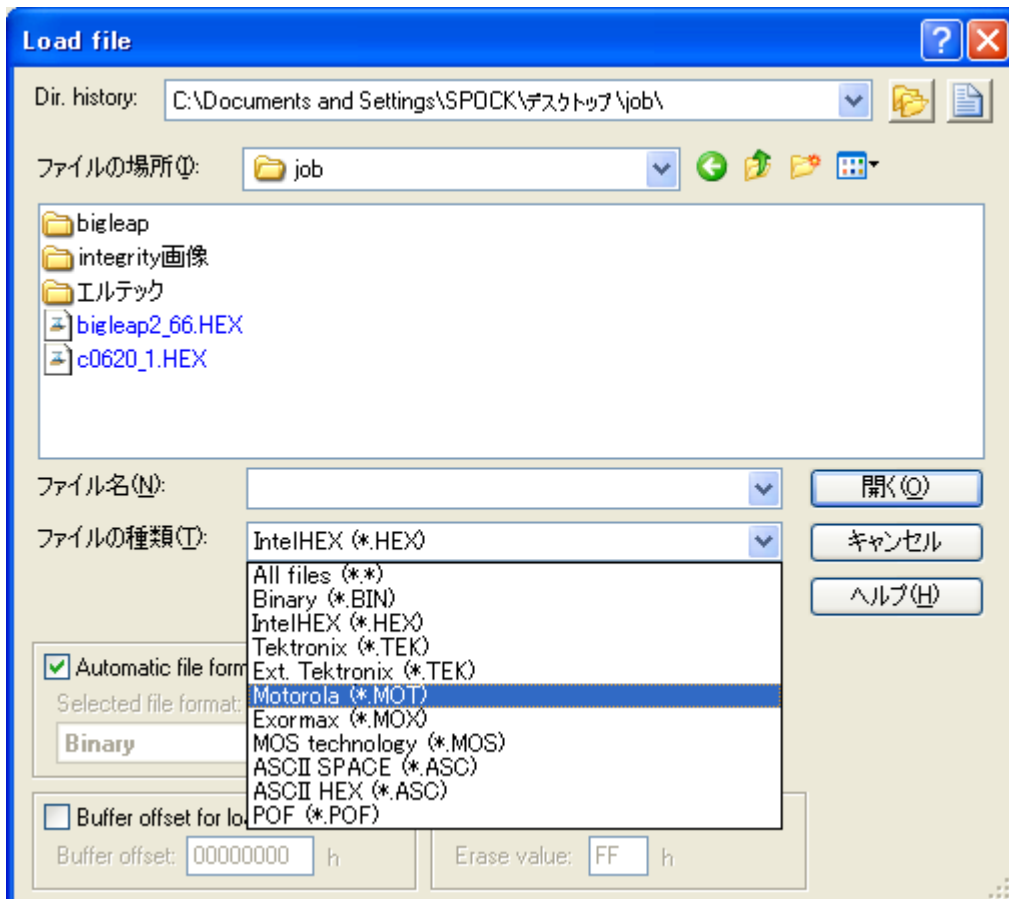 Load file
Dir. history: C:\Documents and Settings\SPOCK\デスクトップ\job\
ファイルの場所(I): job
bigleap
integrity画像
エルテック
bigleap2_66.HEX
c0620_1.HEX
ファイル名(N): 開く(O)
ファイルの種類(T): IntelHEX (*.HEX) キャンセル
ヘルプ(H)
All files (*.*)
Binary (*.BIN)
IntelHEX (*.HEX)
Tektronix (*.TEK)
Ext. Tektronix (*.TEK)
Motorola (*.MOT)
Exormax (*.MOX)
MOS technology (*.MOS)
ASCII SPACE (*.ASC)
ASCII HEX (*.ASC)
POF (*.POF)
Automatic file form
Selected file format:
Binary
Buffer offset for lo
Buffer offset: 00000000 h Erase value: FF h